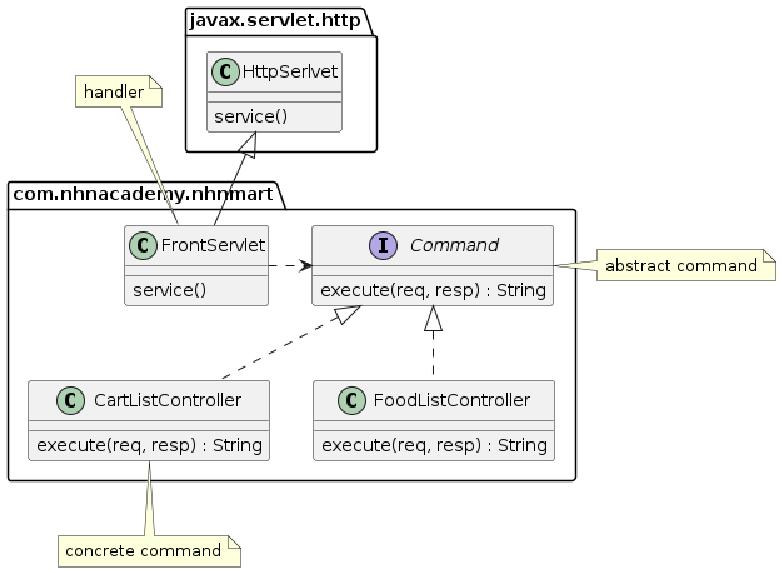 javax.servlet.http
C HttpSerlvet
service()
handler
com.nhnacademy.nhnmart
C FrontServlet
service()
I Command
execute(req, resp) : String
abstract command
C CartListController
execute(req, resp) : String
C FoodListController
execute(req, resp) : String
concrete command